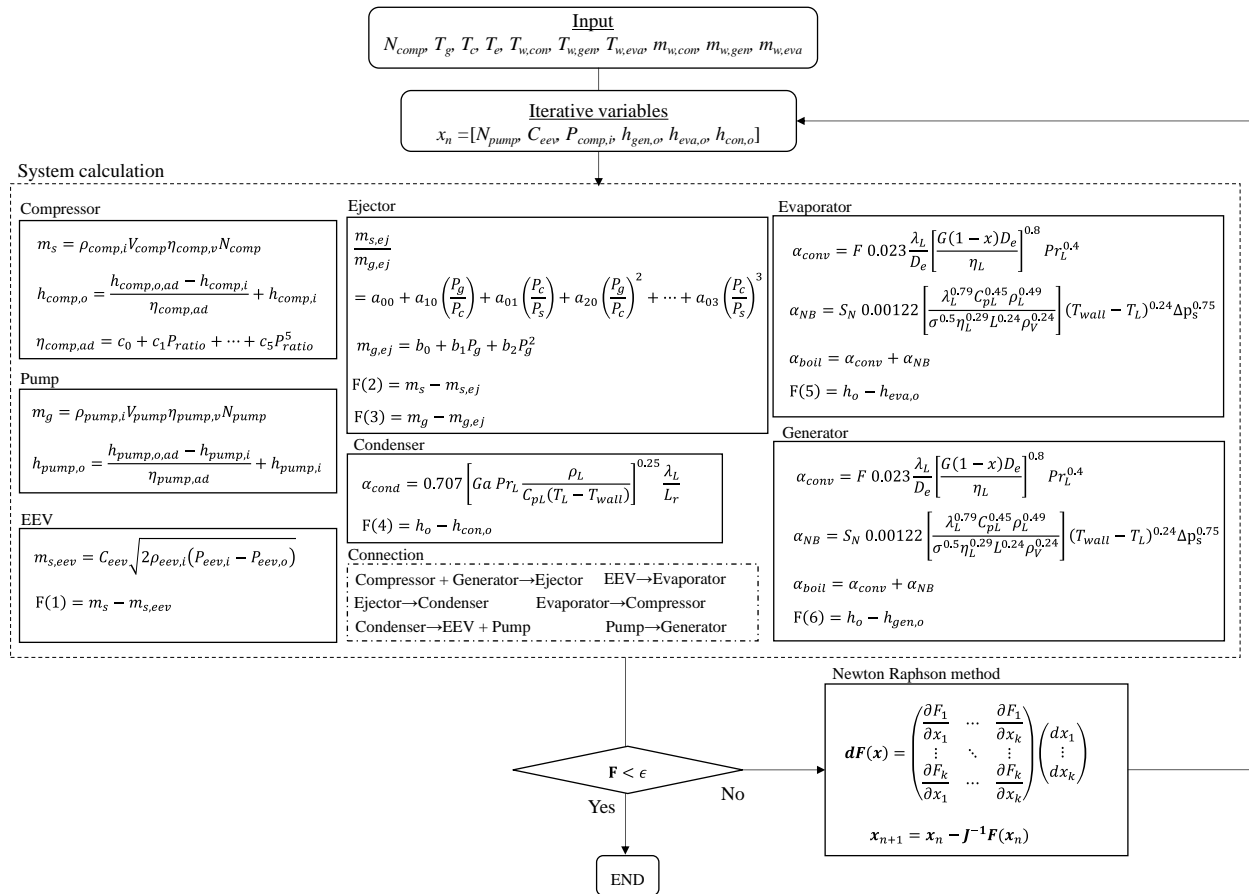 Input
N_comp, T_g, T_c, T_e, T_w,con, T_w,gen, T_w,eva, m_w,con, m_w,gen, m_w,eva
Iterative variables
x_n =[N_pump, C_eev, P_comp,i, h_gen,o, h_eva,o, h_con,o]
System calculation
Compressor
m_s = ρ_comp,i V_comp η_comp,v N_comp
h_comp,o = (h_comp,o,ad − h_comp,i)/η_comp,ad + h_comp,i
η_comp,ad = c_0 + c_1 P_ratio + ⋯ + c_5 P_ratio^5
Pump
m_g = ρ_pump,i V_pump η_pump,v N_pump
h_pump,o = (h_pump,o,ad − h_pump,i)/η_pump,ad + h_pump,i
EEV
m_s,eev = C_eev √(2ρ_eev,i (P_eev,i − P_eev,o))
F(1) = m_s − m_s,eev
Ejector
m_s,ej/m_g,ej
= a_00 + a_10 (P_g/P_c) + a_01 (P_c/P_s) + a_20 (P_g/P_c)^2 + ⋯ + a_03 (P_c/P_s)^3
m_g,ej = b_0 + b_1 P_g + b_2 P_g^2
F(2) = m_s − m_s,ej
F(3) = m_g − m_g,ej
Condenser
α_cond = 0.707 [Ga Pr_L ρ_L/(C_pL (T_L − T_wall))]^0.25 λ_L/L_r
F(4) = h_o − h_con,o
Connection
Compressor + Generator→Ejector EEV→Evaporator
Ejector→Condenser Evaporator→Compressor
Condenser→EEV + Pump Pump→Generator
Evaporator
α_conv = F 0.023 λ_L/D_e [G(1 − x)D_e/η_L]^0.8 Pr_L^0.4
α_NB = S_N 0.00122 [λ_L^0.79 C_pL^0.45 ρ_L^0.49/(σ^0.5 η_L^0.29 L^0.24 ρ_V^0.24)] (T_wall − T_L)^0.24 Δp_s^0.75
α_boil = α_conv + α_NB
F(5) = h_o − h_eva,o
Generator
α_conv = F 0.023 λ_L/D_e [G(1 − x)D_e/η_L]^0.8 Pr_L^0.4
α_NB = S_N 0.00122 [λ_L^0.79 C_pL^0.45 ρ_L^0.49/(σ^0.5 η_L^0.29 L^0.24 ρ_V^0.24)] (T_wall − T_L)^0.24 Δp_s^0.75
α_boil = α_conv + α_NB
F(6) = h_o − h_gen,o
Newton Raphson method
dF(x) = (∂F_1/∂x_1 ⋯ ∂F_1/∂x_k ⋮ ⋱ ⋮ ∂F_k/∂x_1 ⋯ ∂F_k/∂x_k) (dx_1 ⋮ dx_k)
x_n+1 = x_n − J^−1 F(x_n)
F < ϵ
No
Yes
END